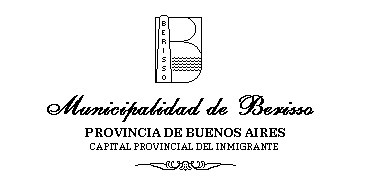 BERISSO
Municipalidad de Berisso
PROVINCIA DE BUENOS AIRES
CAPITAL PROVINCIAL DEL INMIGRANTE